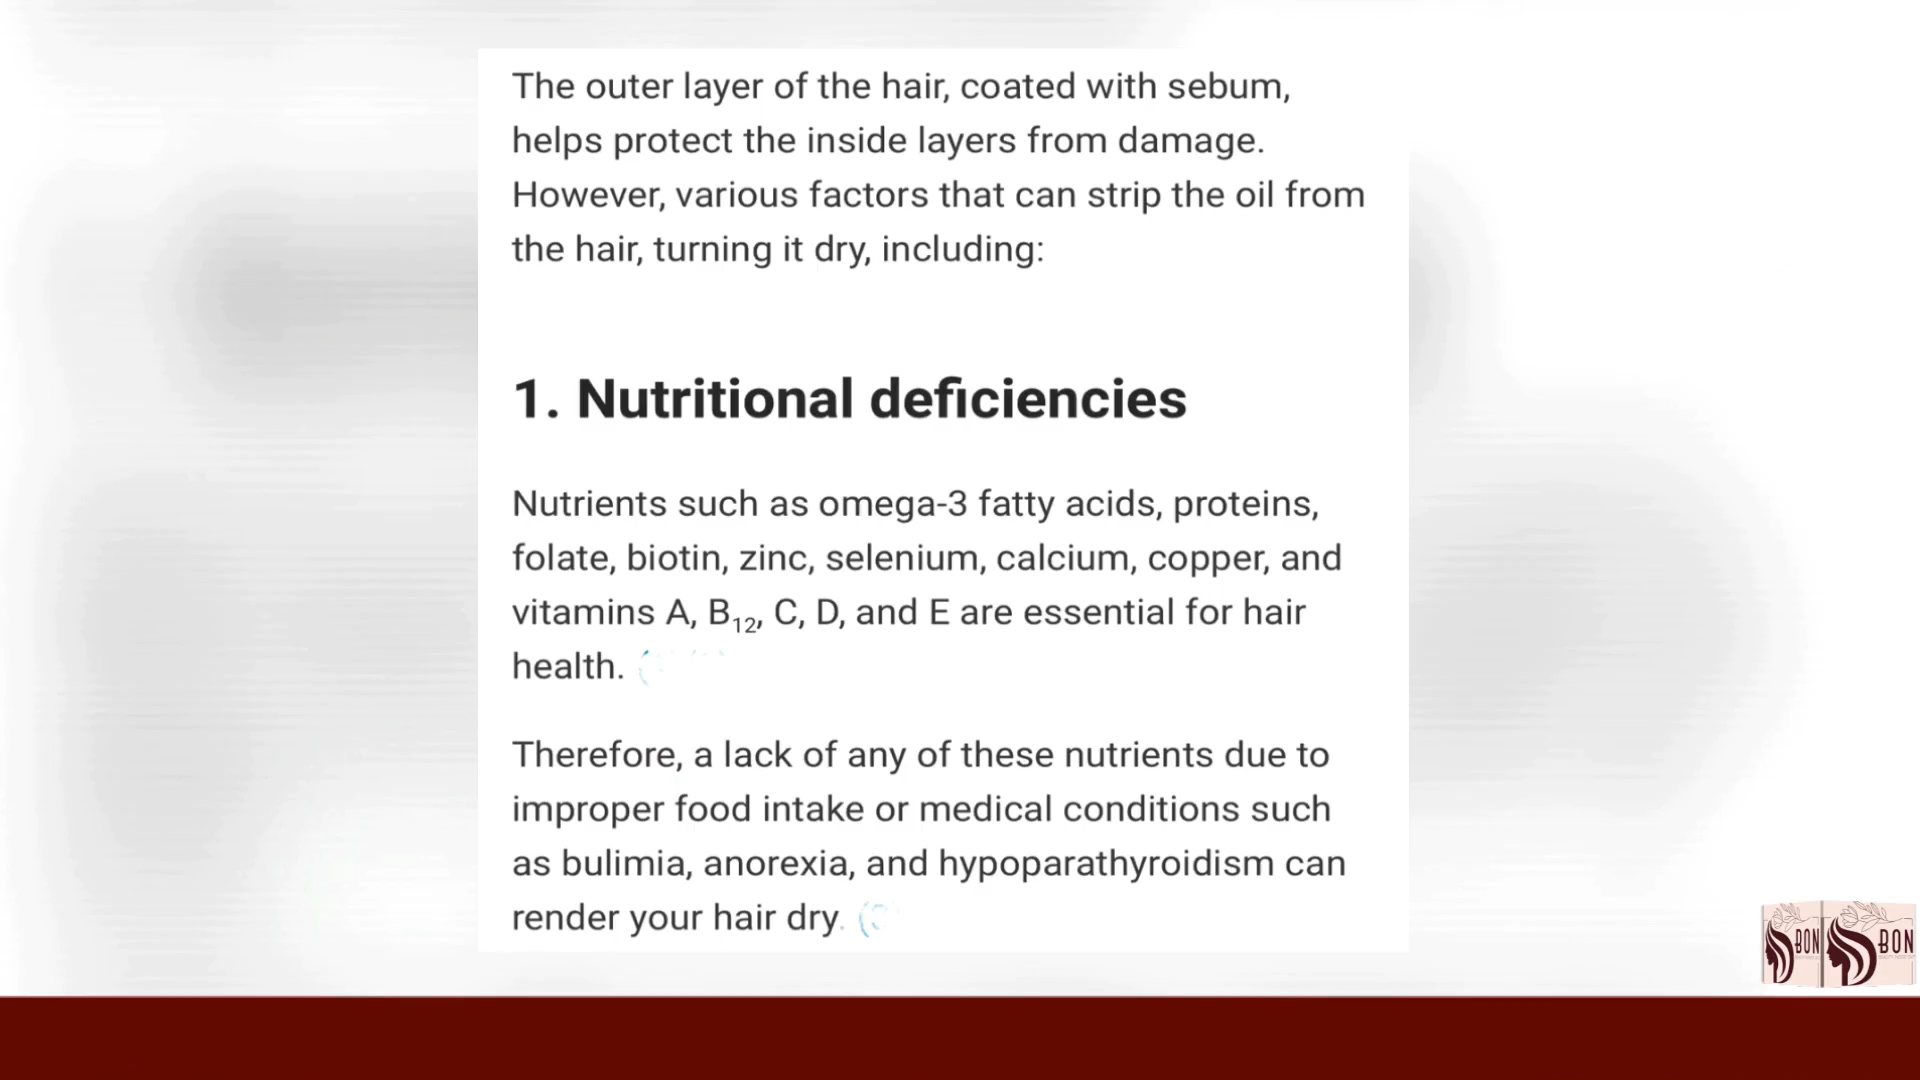 The outer layer of the hair, coated with sebum,
helps protect the inside layers from damage.
However, various factors that can strip the oil from
the hair, turning it dry, including:
1. Nutritional deficiencies
Nutrients such as omega-3 fatty acids, proteins,
folate, biotin, zinc, selenium, calcium, copper, and
vitamins A, B₁₂, C, D, and E are essential for hair
health.
Therefore, a lack of any of these nutrients due to
improper food intake or medical conditions such
as bulimia, anorexia, and hypoparathyroidism can
render your hair dry.
BON
BON